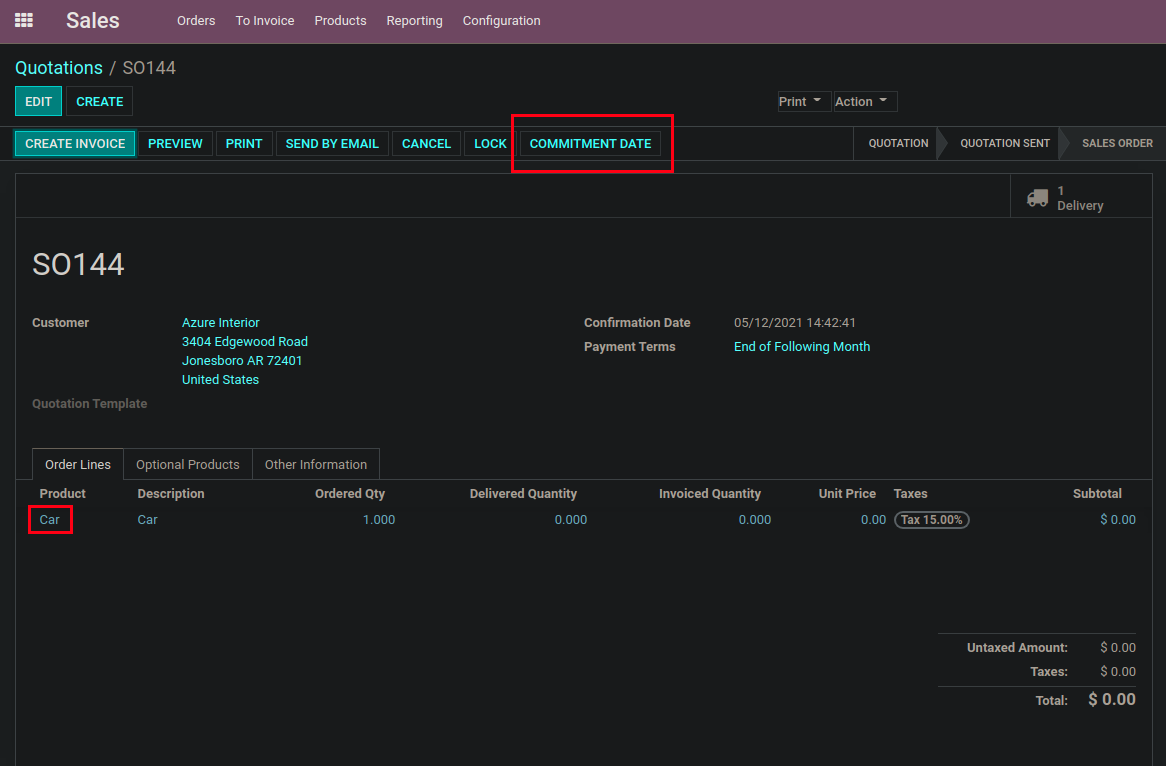 Sales Orders To Invoice Products Reporting Configuration
Quotations / SO144
EDIT CREATE Print Action
CREATE INVOICE PREVIEW PRINT SEND BY EMAIL CANCEL LOCK COMMITMENT DATE QUOTATION QUOTATION SENT SALES ORDER
1
Delivery
SO144
Customer Azure Interior Confirmation Date 05/12/2021 14:42:41
3404 Edgewood Road Payment Terms End of Following Month
Jonesboro AR 72401
United States
Quotation Template
Order Lines Optional Products Other Information
Product Description Ordered Qty Delivered Quantity Invoiced Quantity Unit Price Taxes Subtotal
Car Car 1.000 0.000 0.000 0.00 Tax 15.00% $ 0.00
Untaxed Amount: $ 0.00
Taxes: $ 0.00
Total: $ 0.00